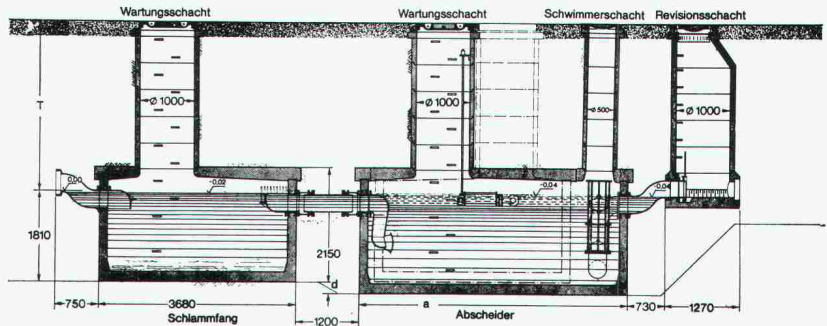 Wartungsschacht Wartungsschacht Schwimmerschacht Revisionsschacht
T
Ø 1000 Ø 1000 ø 500 Ø 1000
0,00 -0,02 -0,04 -0,04
1810 2150
d
750 3680 a 730 1270
Schlammfang 1200 Abscheider